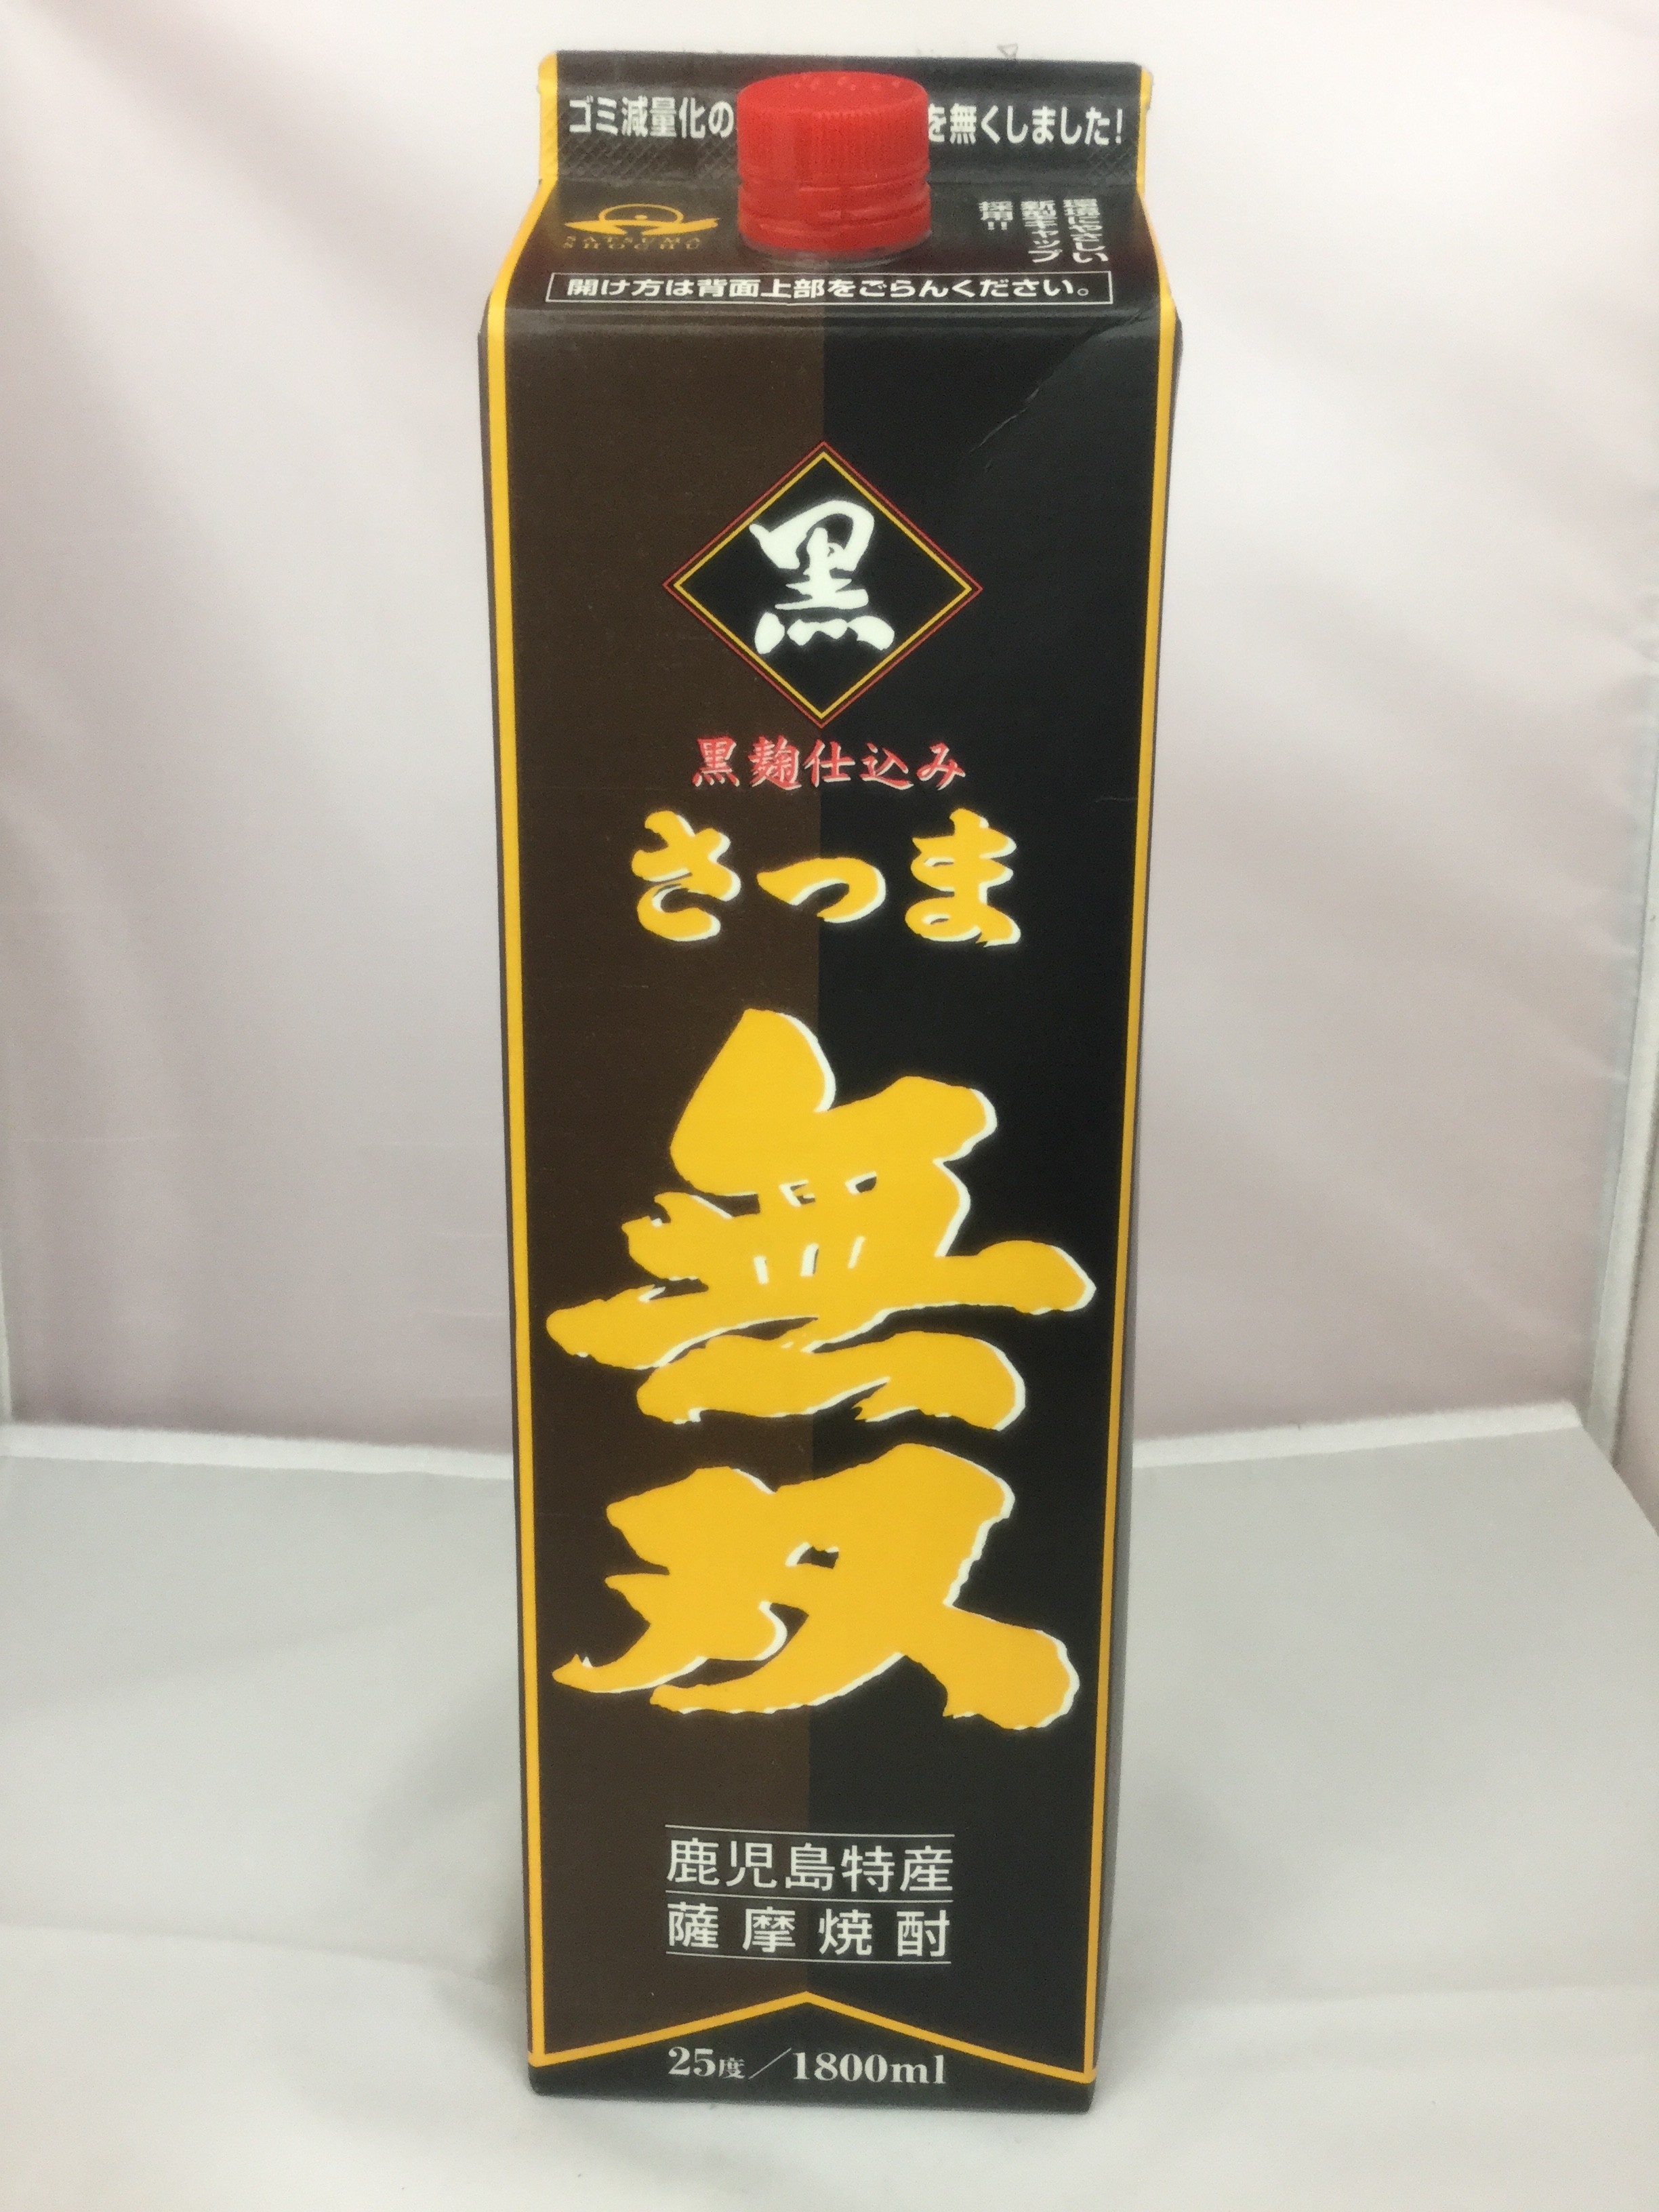 ゴミ減量化の
を無くしました!
SATSUMA
SHOCHU
環境にやさしい
新型キャップ
採用!!
開け方は背面上部をごらんください。
黒
黒麹仕込み
さつま
無双
鹿児島特産
薩摩焼酎
25度/1800ml